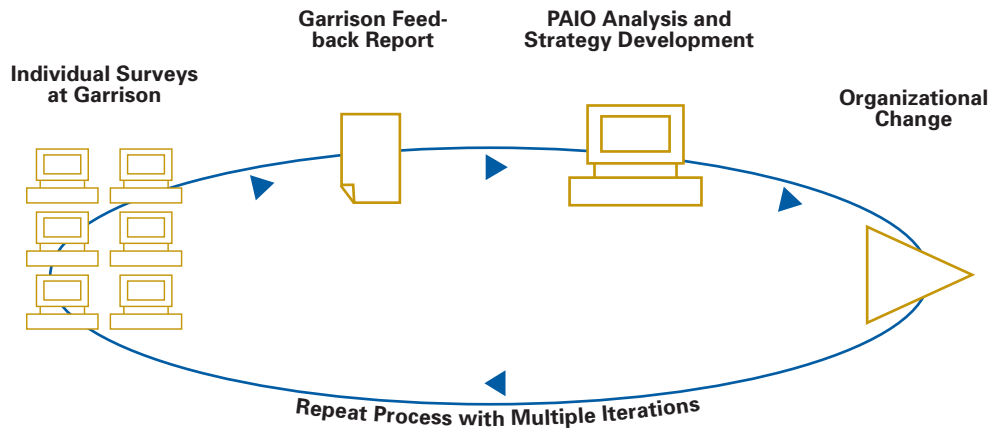 Individual Surveys
at Garrison
Garrison Feed-
back Report
PAIO Analysis and
Strategy Development
Organizational
Change
Repeat Process with Multiple Iterations